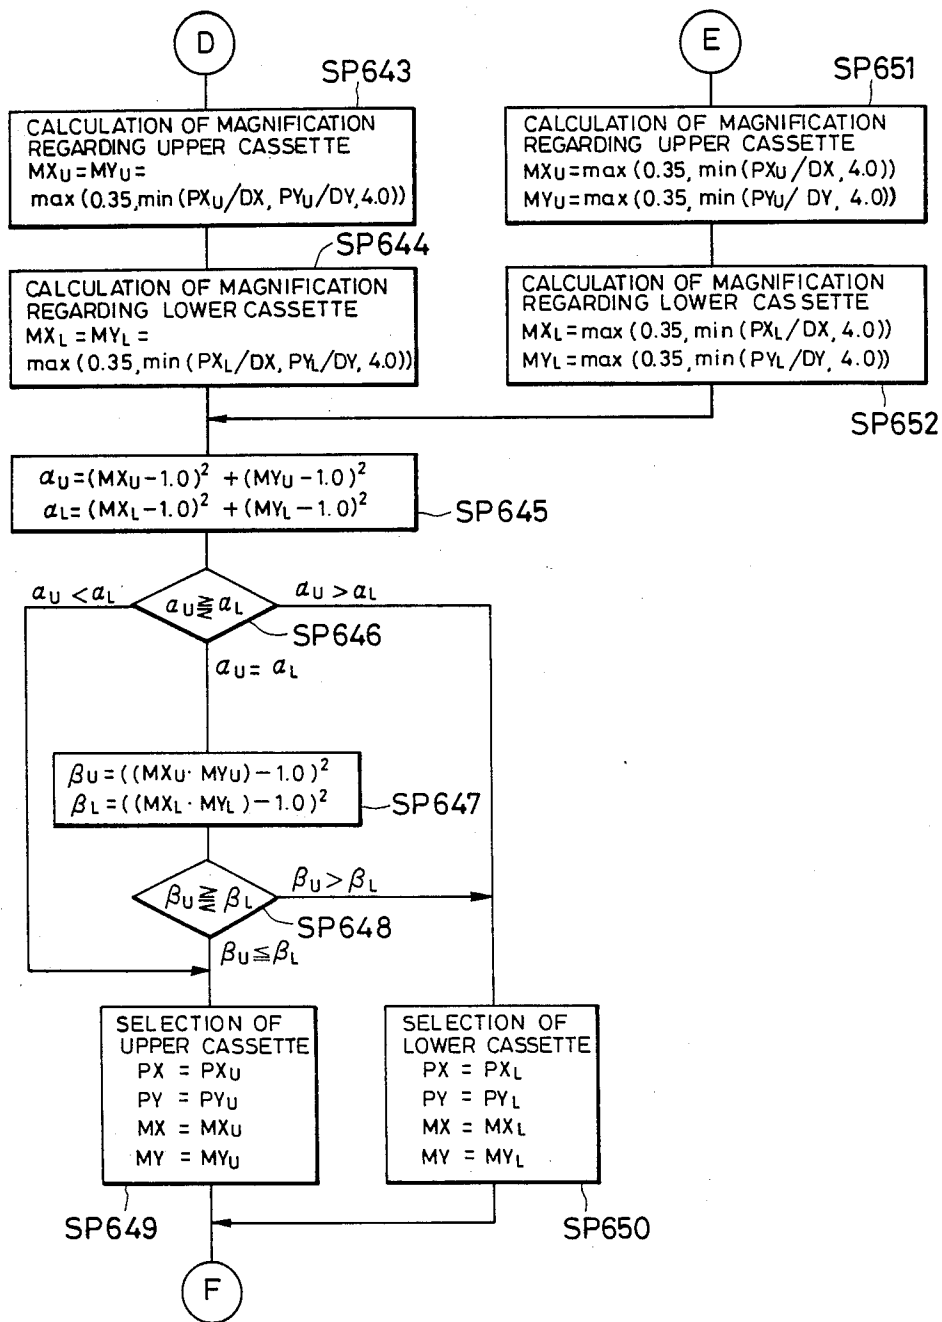 D
SP643
CALCULATION OF MAGNIFICATION
REGARDING UPPER CASSETTE
MXU=MYU=
max(0.35,min(PXU/DX, PYU/DY,4.0))
SP644
CALCULATION OF MAGNIFICATION
REGARDING LOWER CASSETTE
MXL=MYL=
max(0.35,min(PXL/DX, PYL/DY,4.0))
E
SP651
CALCULATION OF MAGNIFICATION
REGARDING UPPER CASSETTE
MXU=max(0.35, min(PXU/DX, 4.0))
MYU=max(0.35, min(PYU/ DY, 4.0))
CALCULATION OF MAGNIFICATION
REGARDING LOWER CASSETTE
MXL=max(0.35, min(PXL/DX, 4.0))
MYL=max(0.35, min(PYL/DY, 4.0))
SP652
αU=(MXU-1.0)² +(MYU-1.0)²
αL=(MXL-1.0)² +(MYL-1.0)²
SP645
αU<αL
αU⪌αL
αU>αL
SP646
αU= αL
βU=((MXU· MYU)-1.0)²
βL=((MXL· MYL)-1.0)²
SP647
βU⪌ βL
βU>βL
SP648
βU≦βL
SELECTION OF
UPPER CASSETTE
PX = PXU
PY = PYU
MX = MXU
MY = MYU
SP649
SELECTION OF
LOWER CASSETTE
PX = PXL
PY = PYL
MX = MXL
MY = MYL
SP650
F